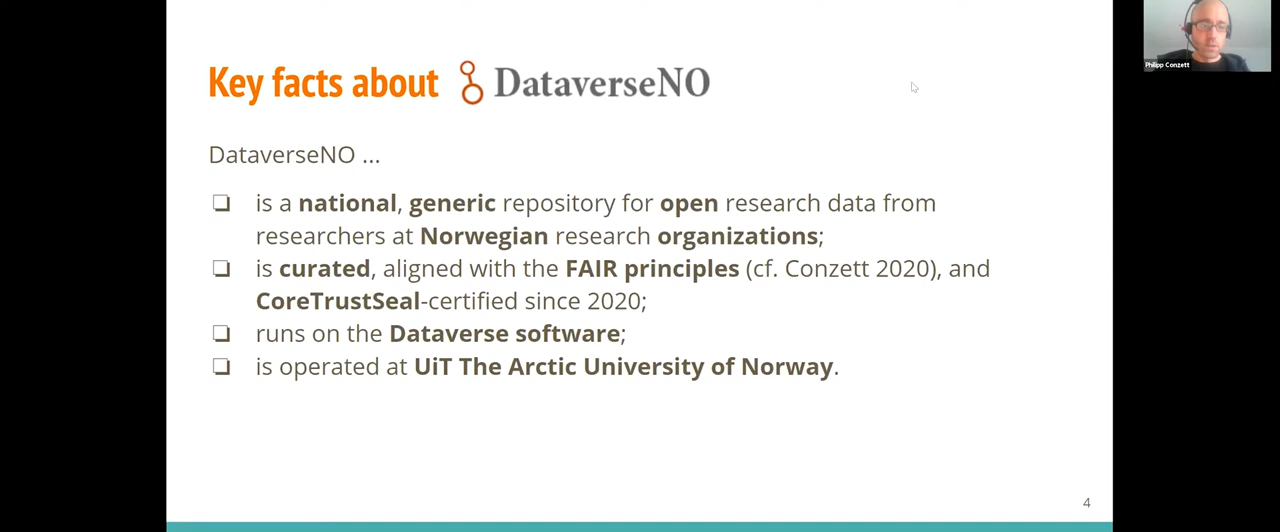 Philipp Conzett
Key facts about DataverseNO
DataverseNO ...
❏ is a national, generic repository for open research data from
researchers at Norwegian research organizations;
❏ is curated, aligned with the FAIR principles (cf. Conzett 2020), and
CoreTrustSeal-certified since 2020;
❏ runs on the Dataverse software;
❏ is operated at UiT The Arctic University of Norway.
4